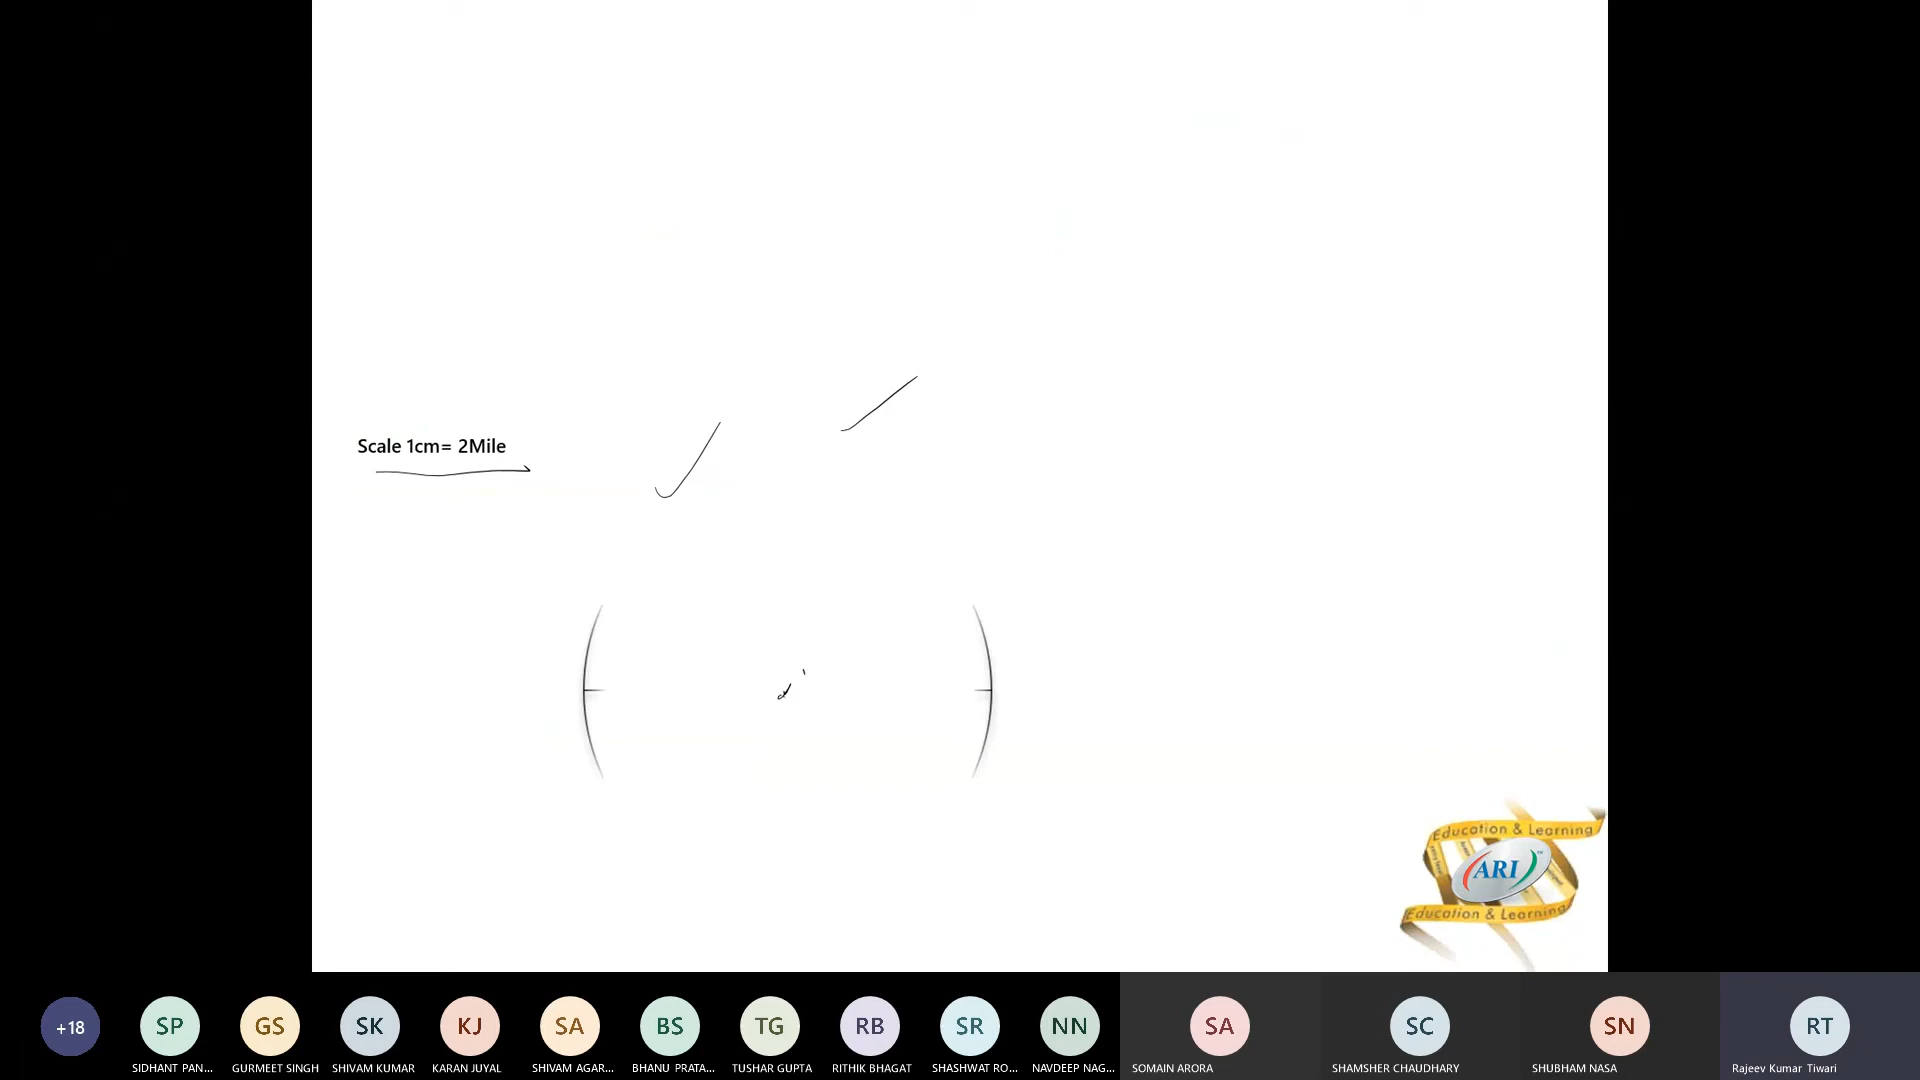 Scale 1cm= 2Mile
Education & Learning
ARI
Education & Learning
+18
SP
GS
SK
KJ
SA
BS
TG
RB
SR
NN
SA
SC
SN
RT
SIDHANT PAN...
GURMEET SINGH
SHIVAM KUMAR
KARAN JUYAL
SHIVAM AGAR...
BHANU PRATA...
TUSHAR GUPTA
RITHIK BHAGAT
SHASHWAT RO...
NAVDEEP NAG...
SOMAIN ARORA
SHAMSHER CHAUDHARY
SHUBHAM NASA
Rajeev Kumar Tiwari